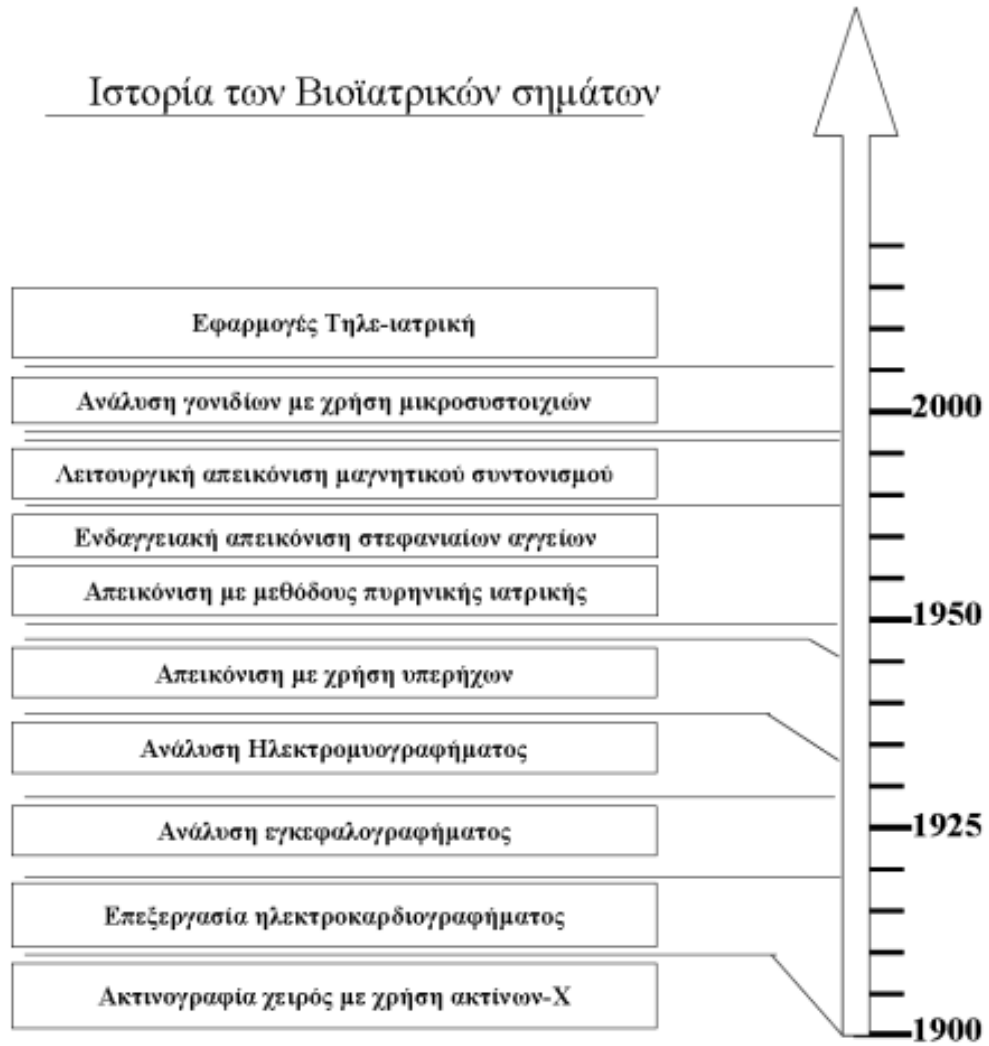 Ιστορία των Βιοϊατρικών σημάτων
Εφαρμογές Τηλε-ιατρική
Ανάλυση γονιδίων με χρήση μικροσυστοιχιών
2000
Λειτουργική απεικόνιση μαγνητικού συντονισμού
Ενδαγγειακή απεικόνιση στεφανιαίων αγγείων
Απεικόνιση με μεθόδους πυρηνικής ιατρικής
1950
Απεικόνιση με χρήση υπερήχων
Ανάλυση Ηλεκτρομυογραφήματος
Ανάλυση εγκεφαλογραφήματος
1925
Επεξεργασία ηλεκτροκαρδιογραφήματος
Ακτινογραφία χειρός με χρήση ακτίνων-Χ
1900